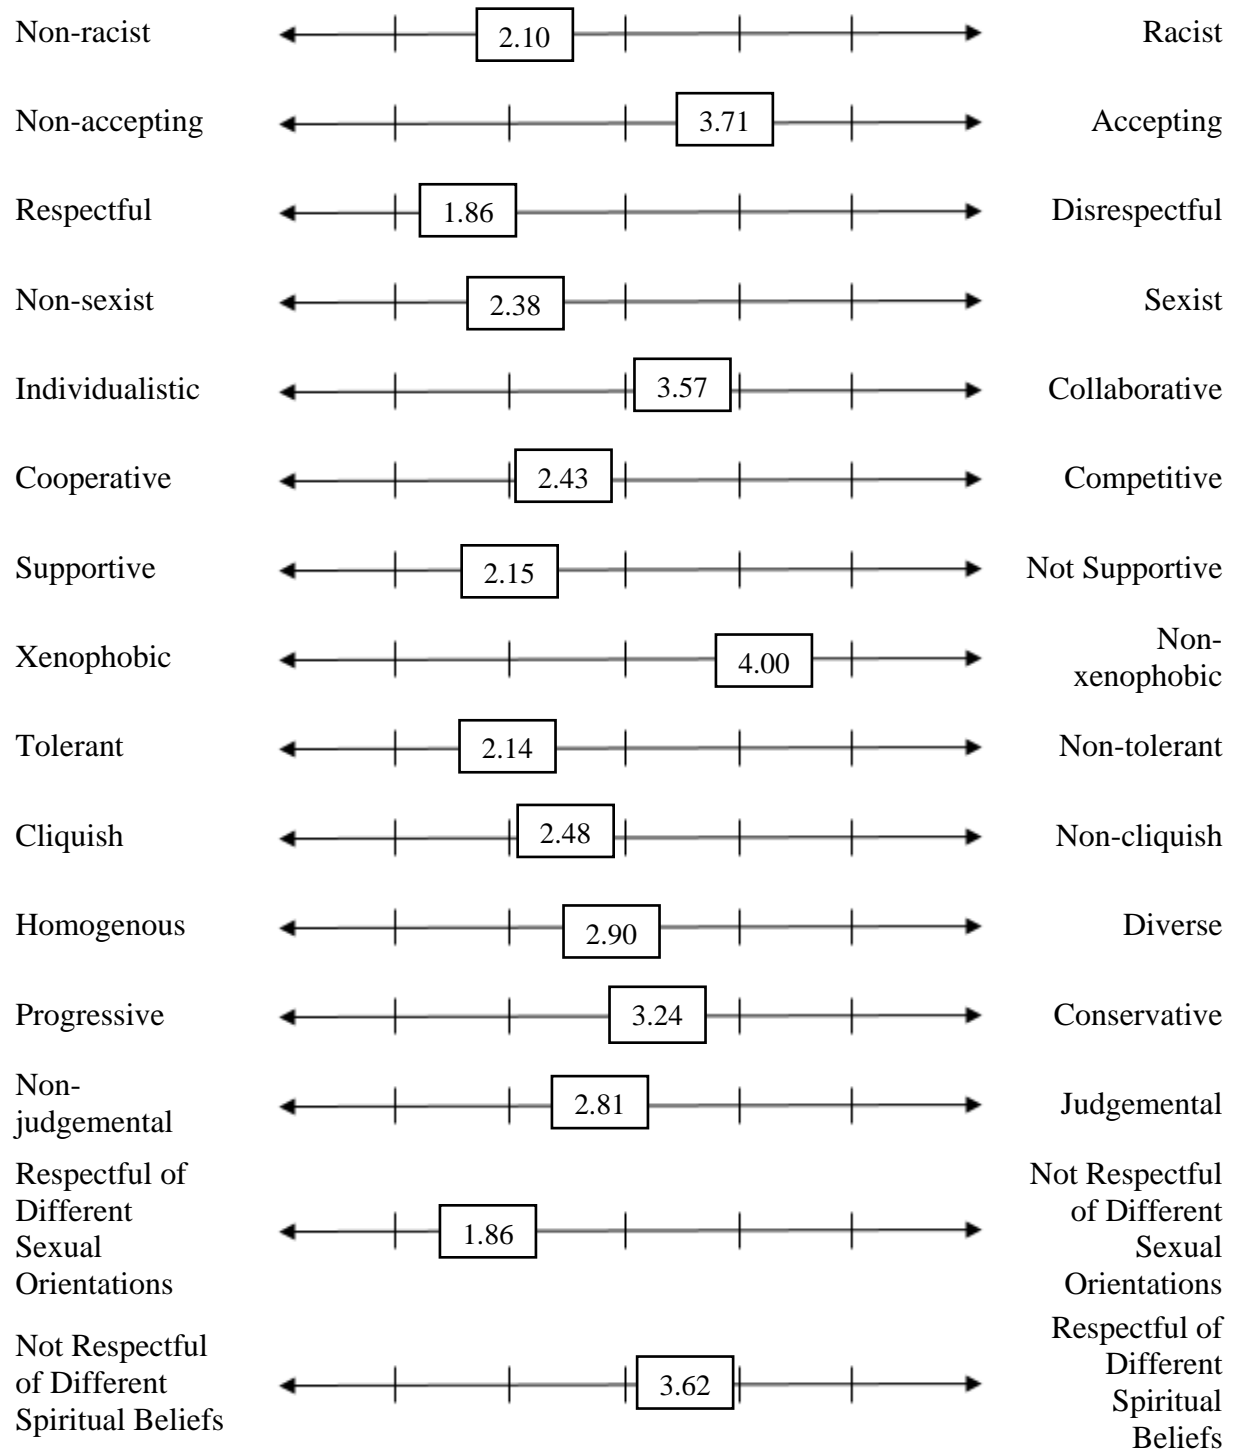 Non-racist 2.10 Racist
Non-accepting 3.71 Accepting
Respectful 1.86 Disrespectful
Non-sexist 2.38 Sexist
Individualistic 3.57 Collaborative
Cooperative 2.43 Competitive
Supportive 2.15 Not Supportive
Xenophobic 4.00 Non-
xenophobic
Tolerant 2.14 Non-tolerant
Cliquish 2.48 Non-cliquish
Homogenous 2.90 Diverse
Progressive 3.24 Conservative
Non-
judgemental
2.81
Judgemental
Respectful of
Different
Sexual
Orientations
1.86
Not Respectful
of Different
Sexual
Orientations
Not Respectful
of Different
Spiritual Beliefs
3.62
Respectful of
Different
Spiritual
Beliefs